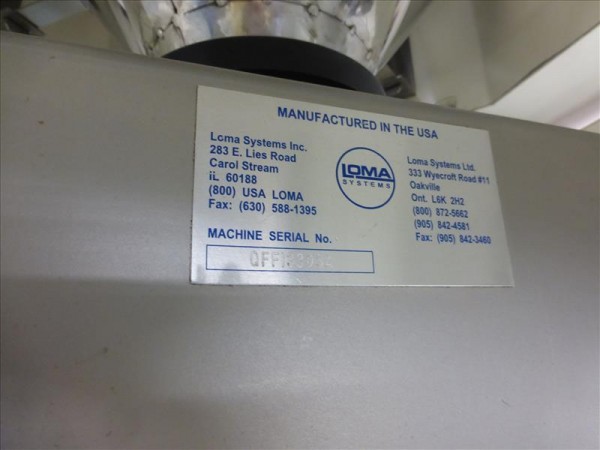 MANUFACTURED IN THE USA
Loma Systems Inc.
283 E. Lies Road
Carol Stream
IL 60188
(800) USA LOMA
Fax: (630) 588-1395
LOMA
SYSTEMS
Loma Systems Ltd.
333 Wyecroft Road #11
Oakville
Ont. L6K 2H2
(800) 872-5662
(905) 842-4581
Fax: (905) 842-3460
MACHINE SERIAL No.